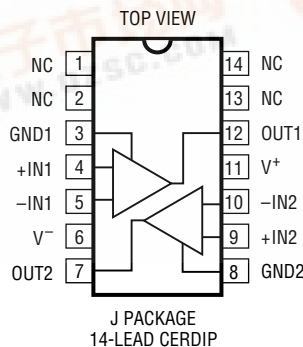 TOP VIEW
NC 1 14 NC
NC 2 13 NC
GND1 3 12 OUT1
+IN1 4 11 V+
–IN1 5 10 –IN2
V– 6 9 +IN2
OUT2 7 8 GND2
J PACKAGE
14-LEAD CERDIP